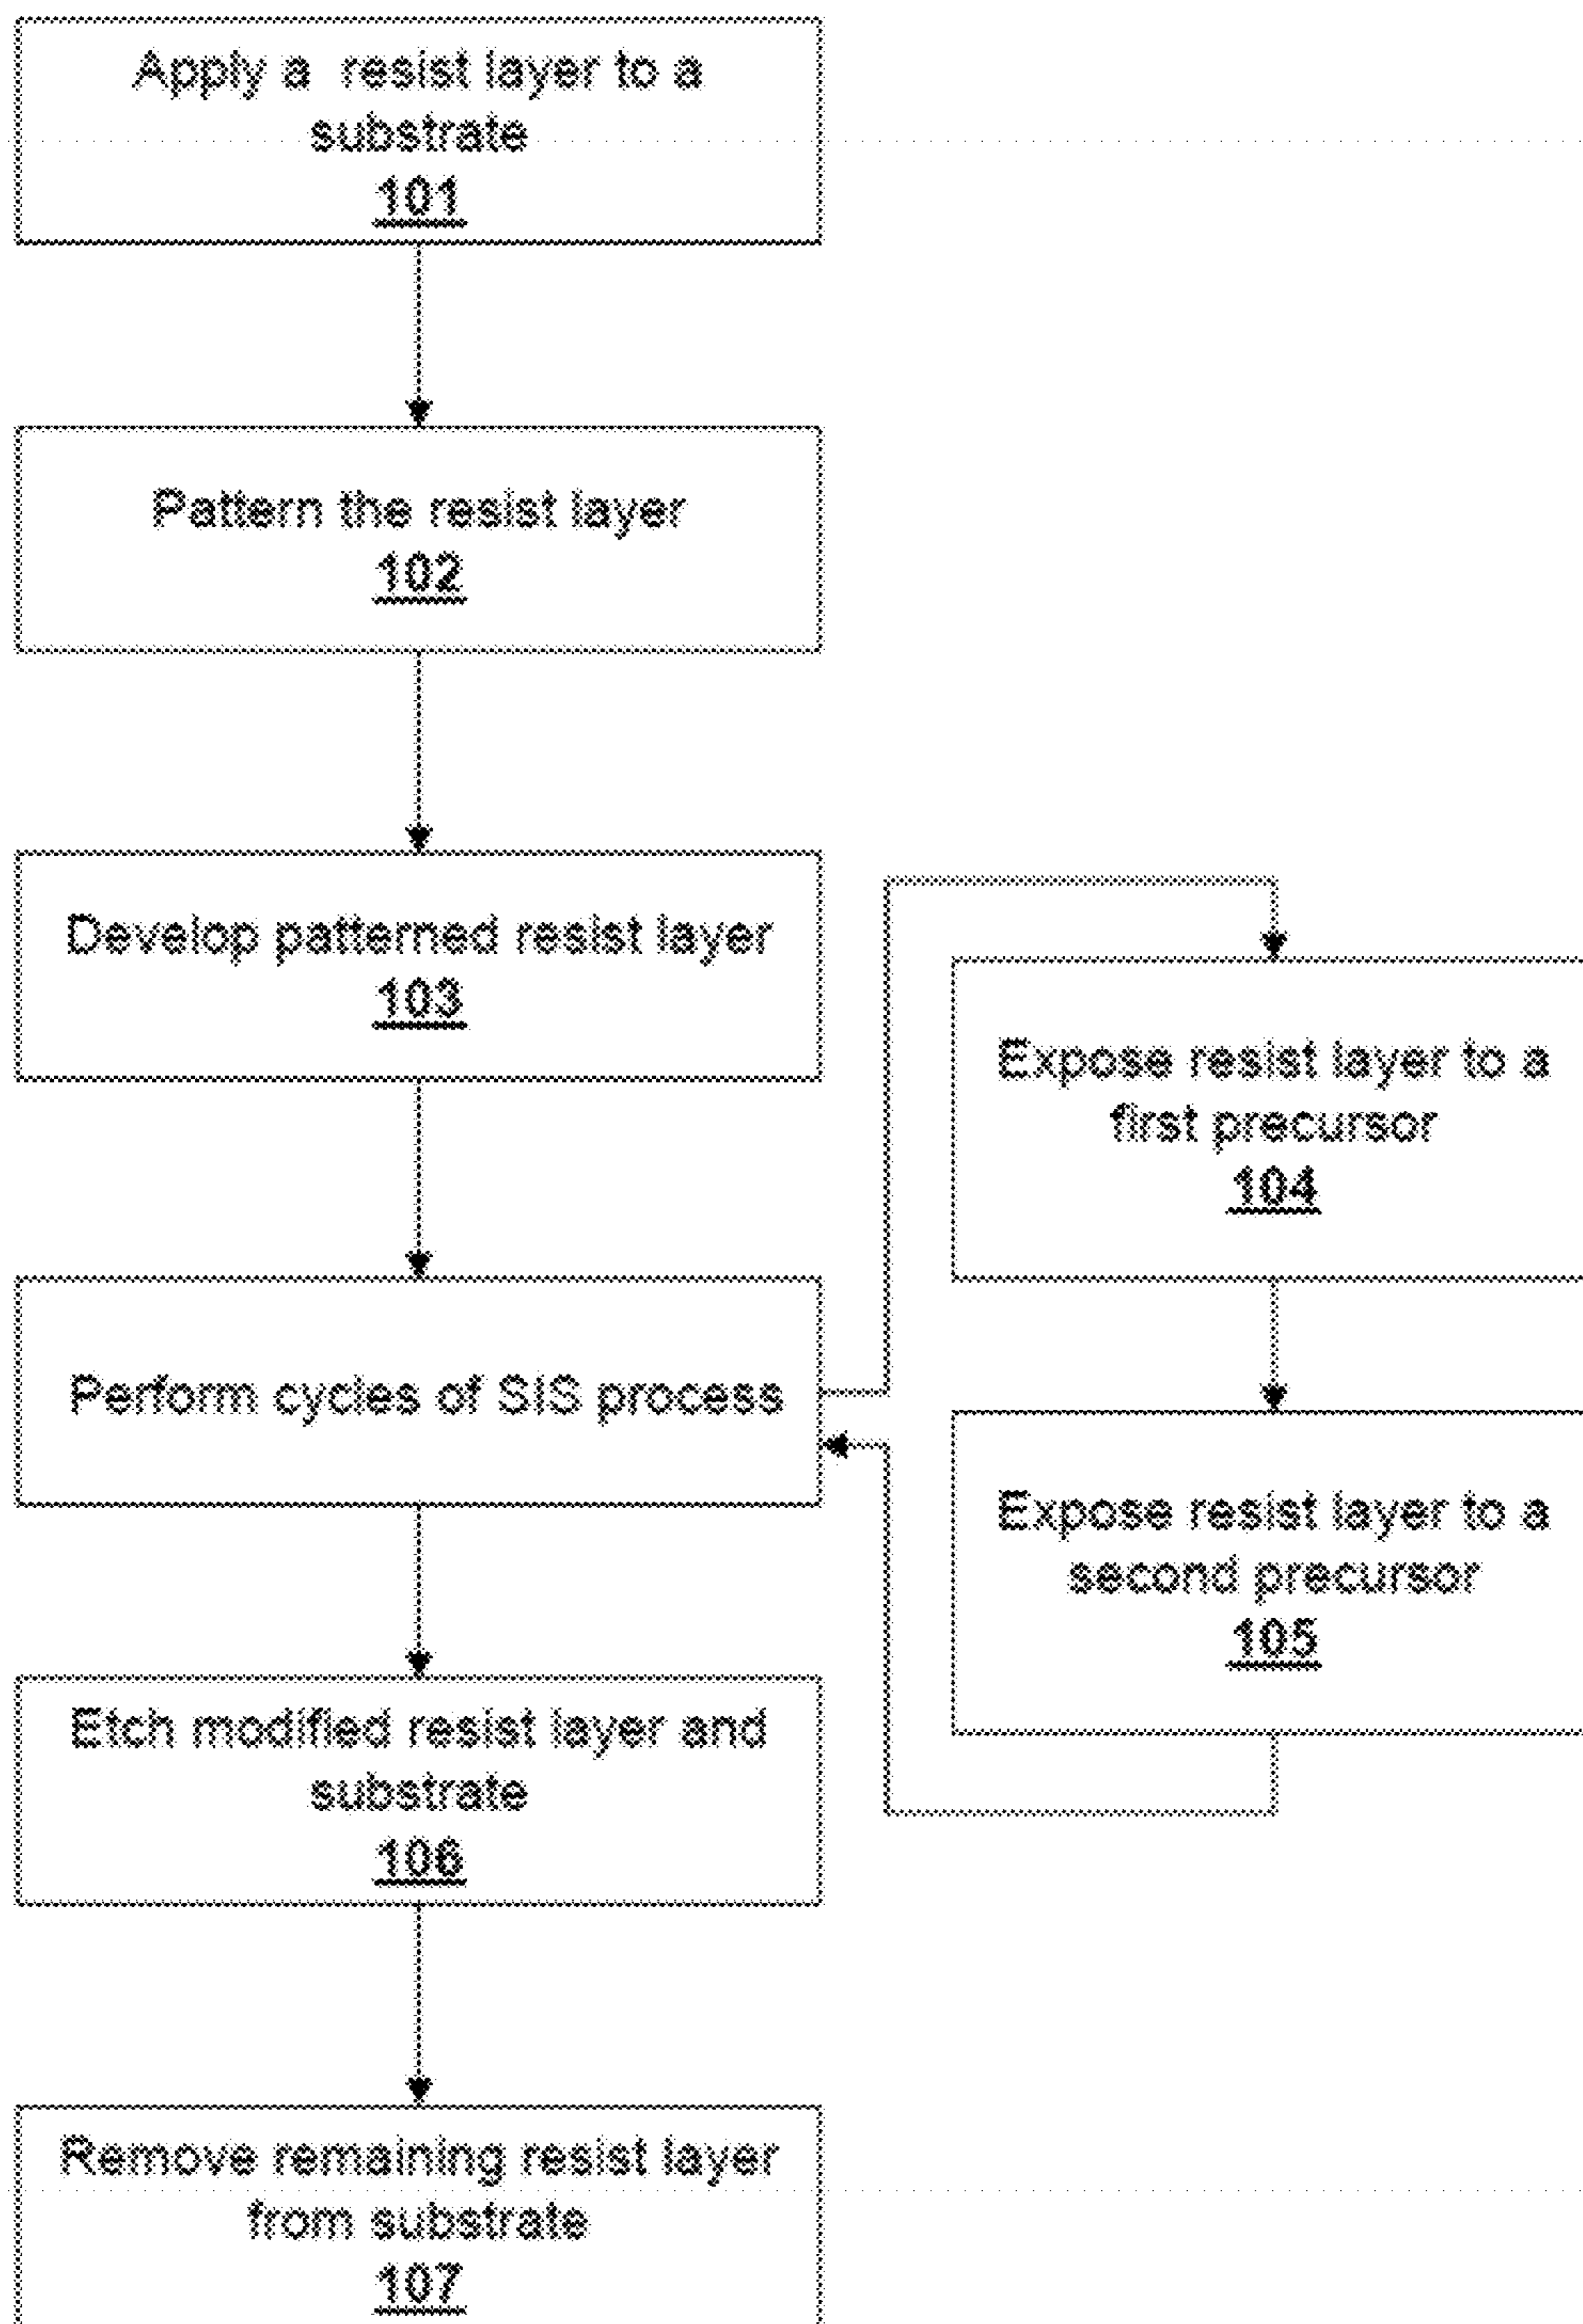 Apply a resist layer to a
substrate
101
Pattern the resist layer
102
Develop patterned resist layer
103
Expose resist layer to a
first precursor
104
Perform cycles of SIS process
Expose resist layer to a
second precursor
105
Etch modified resist layer and
substrate
106
Remove remaining resist layer
from substrate
107